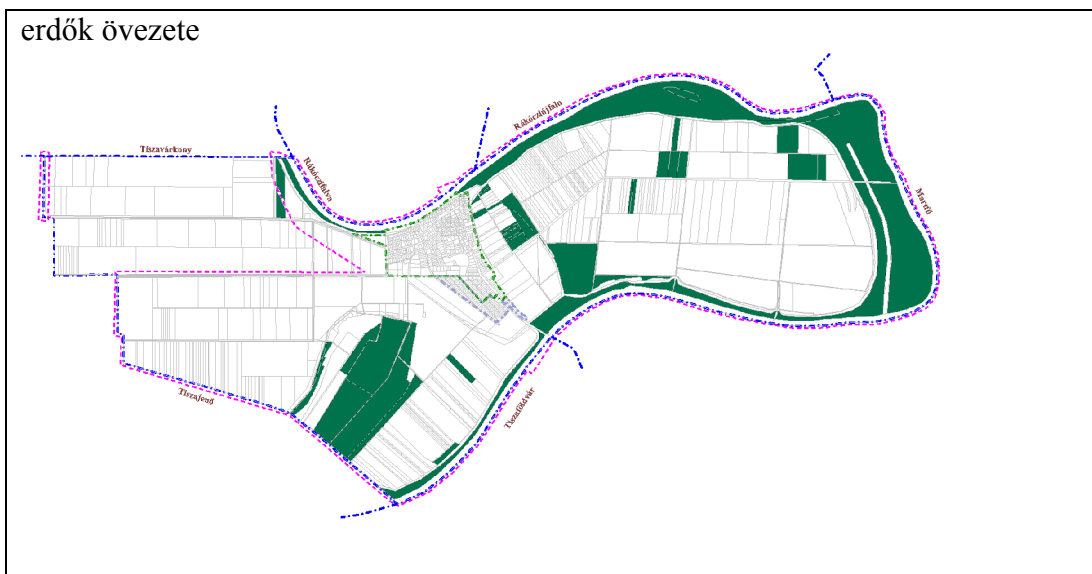 erdők övezete
Tiszavárkony
Rákóczifalva
Rákócziújfalu
Martfű
Tiszajenő
Tiszaföldvár